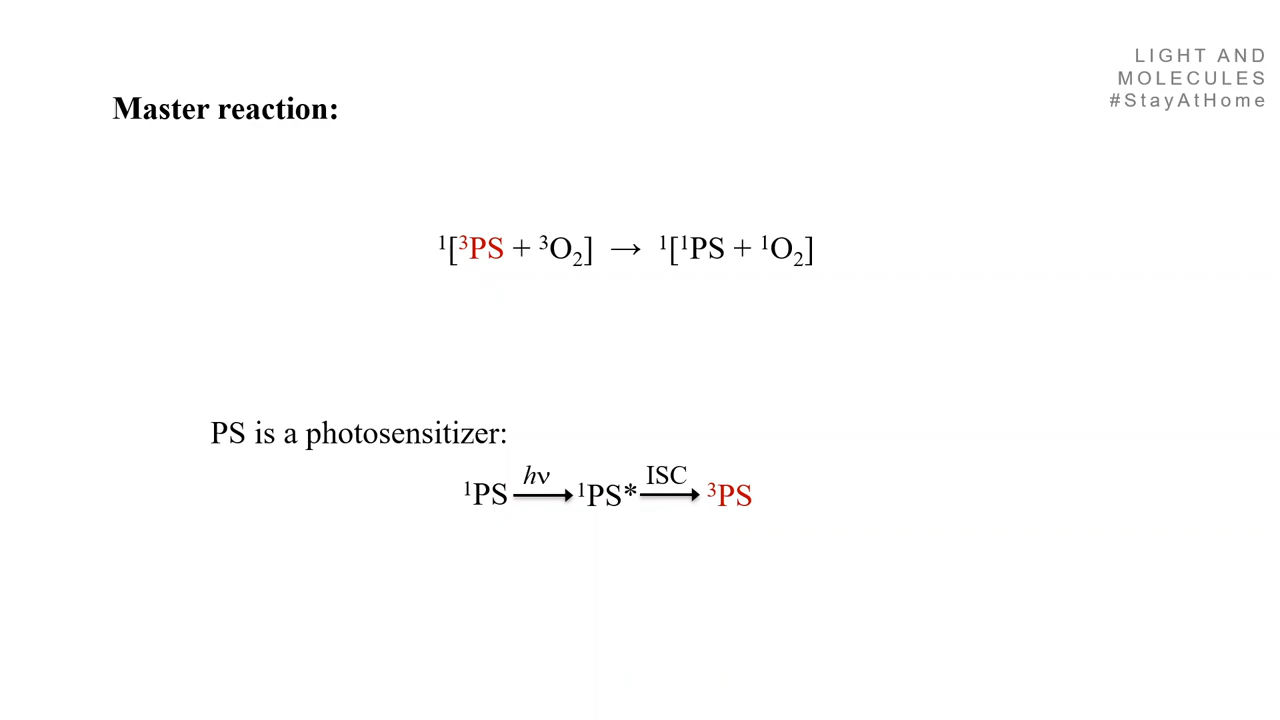 LIGHT AND
MOLECULES
#StayAtHome
Master reaction:
¹[³PS + ³O₂] → ¹[¹PS + ¹O₂]
PS is a photosensitizer:
hν ISC
¹PS → ¹PS* → ³PS